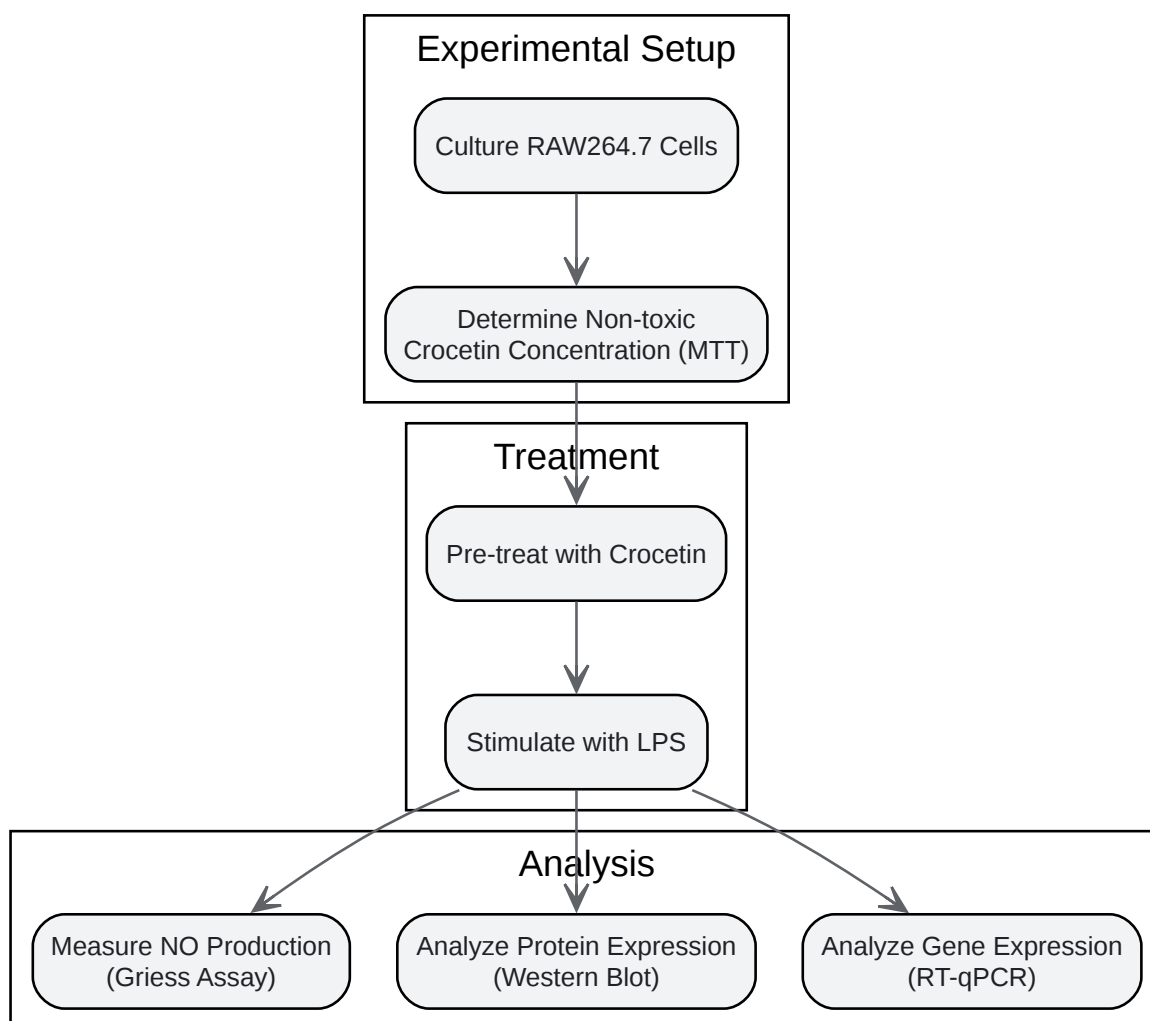 Experimental Setup
Culture RAW264.7 Cells
Determine Non-toxic
Crocetin Concentration (MTT)
Treatment
Pre-treat with Crocetin
Stimulate with LPS
Analysis
Measure NO Production
(Griess Assay)
Analyze Protein Expression
(Western Blot)
Analyze Gene Expression
(RT-qPCR)